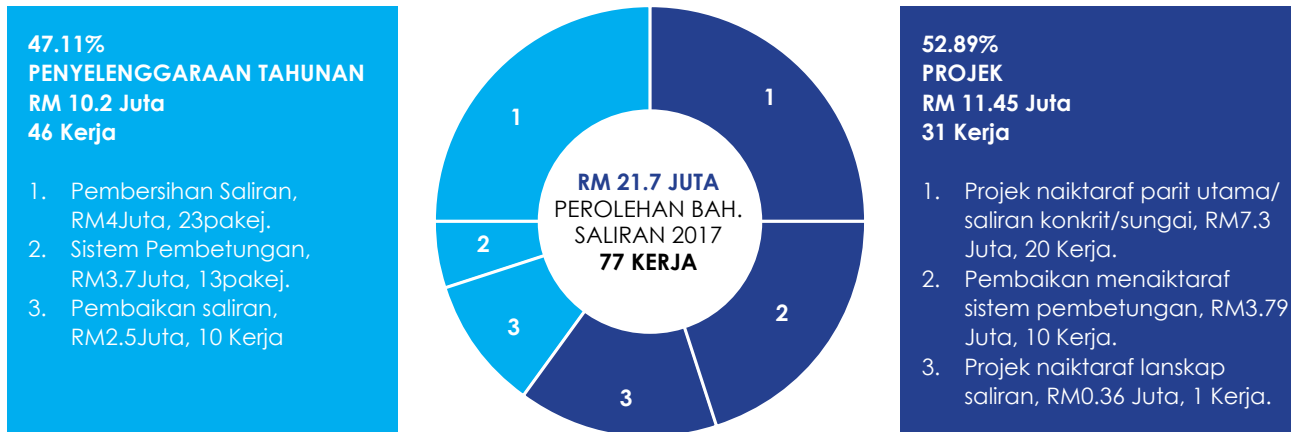 47.11%
PENYELENGGARAAN TAHUNAN
RM 10.2 Juta
46 Kerja
1. Pembersihan Saliran,
RM4Juta, 23pakej.
2. Sistem Pembetungan,
RM3.7Juta, 13pakej.
3. Pembaikan saliran,
RM2.5Juta, 10 Kerja
1
2
3
1
2
3
RM 21.7 JUTA
PEROLEHAN BAH.
SALIRAN 2017
77 KERJA
52.89%
PROJEK
RM 11.45 Juta
31 Kerja
1. Projek naiktaraf parit utama/
saliran konkrit/sungai, RM7.3
Juta, 20 Kerja.
2. Pembaikan menaiktaraf
sistem pembetungan, RM3.79
Juta, 10 Kerja.
3. Projek naiktaraf lanskap
saliran, RM0.36 Juta, 1 Kerja.